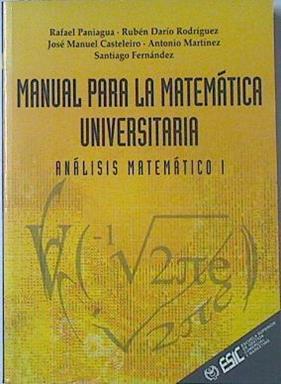 Rafael Paniagua · Rubén Darío Rodríguez
José Manuel Casteleiro · Antonio Martínez
Santiago Fernández
MANUAL PARA LA MATEMÁTICA
UNIVERSITARIA
ANÁLISIS MATEMÁTICO I
ESIC